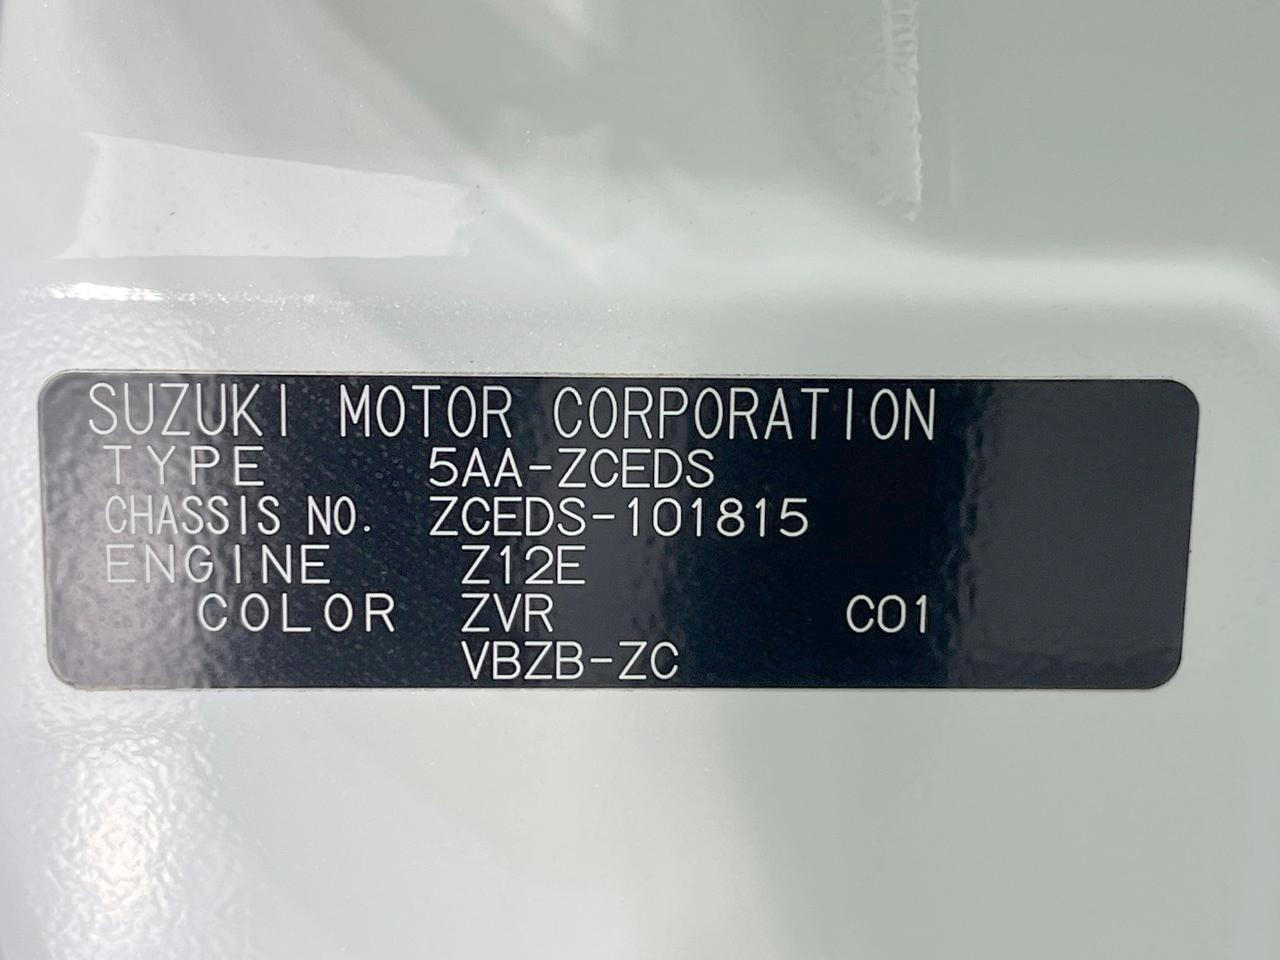 SUZUKI MOTOR CORPORATION
TYPE 5AA-ZCEDS
CHASSIS NO. ZCEDS-101815
ENGINE Z12E
COLOR ZVR C01
VBZB-ZC